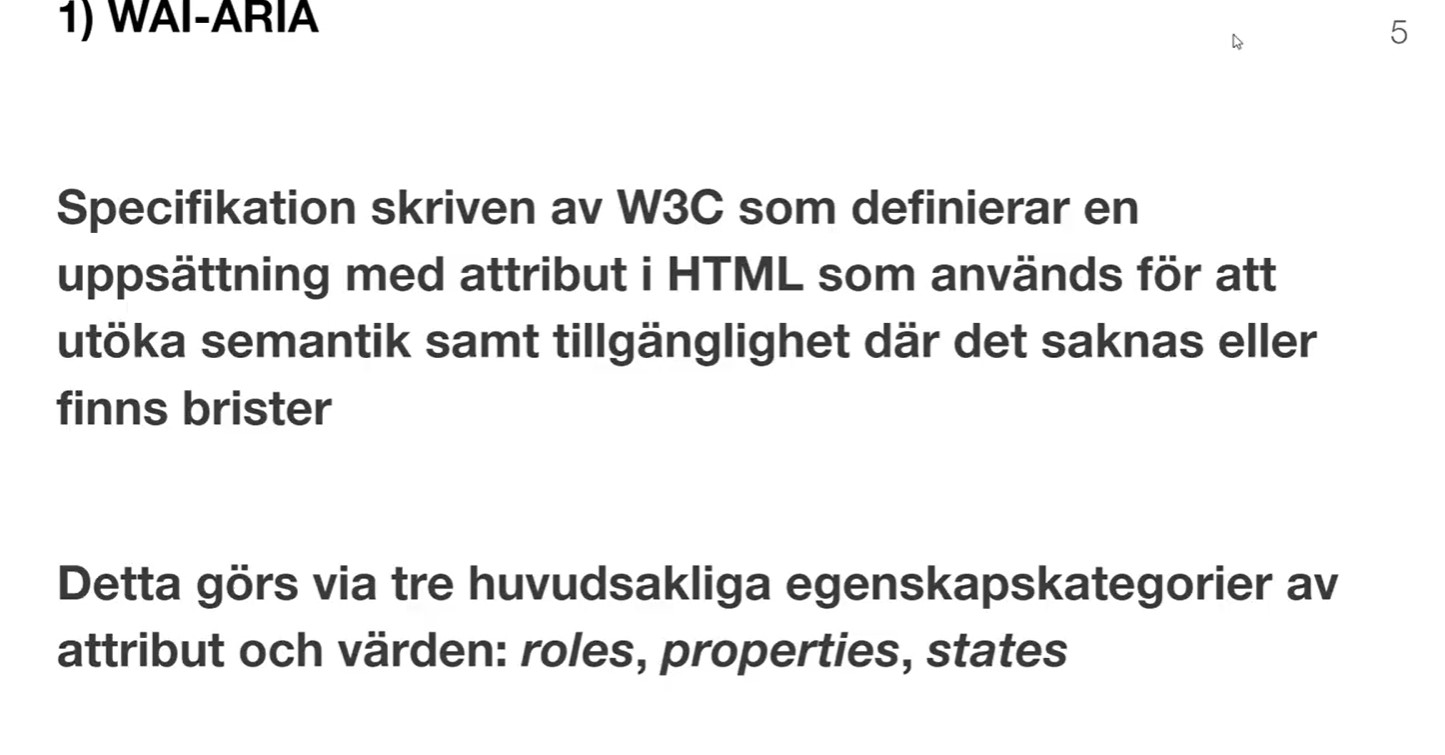 1) WAI-ARIA
5
Specifikation skriven av W3C som definierar en
uppsättning med attribut i HTML som används för att
utöka semantik samt tillgänglighet där det saknas eller
finns brister
Detta görs via tre huvudsakliga egenskapskategorier av
attribut och värden: roles, properties, states